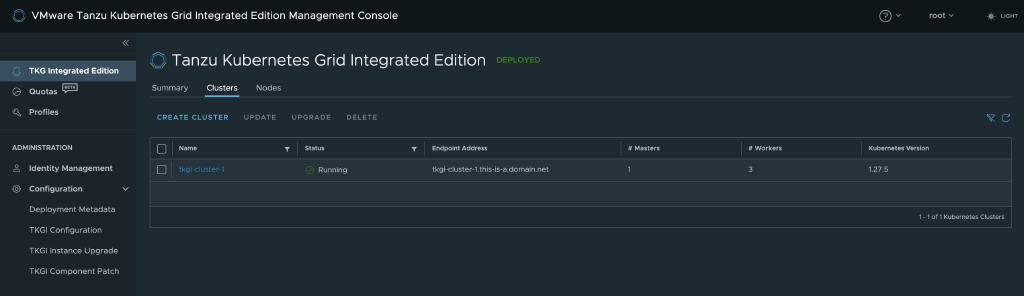 VMware Tanzu Kubernetes Grid Integrated Edition Management Console
? root LIGHT
TKG Integrated Edition
Quotas BETA
Profiles
ADMINISTRATION
Identity Management
Configuration
Deployment Metadata
TKGI Configuration
TKGI Instance Upgrade
TKGI Component Patch
Tanzu Kubernetes Grid Integrated Edition DEPLOYED
Summary Clusters Nodes
CREATE CLUSTER UPDATE UPGRADE DELETE
Name Status Endpoint Address # Masters # Workers Kubernetes Version
tkgi-cluster-1 Running tkgi-cluster-1.this-is-a.domain.net 1 3 1.27.5
1 - 1 of 1 Kubernetes Clusters